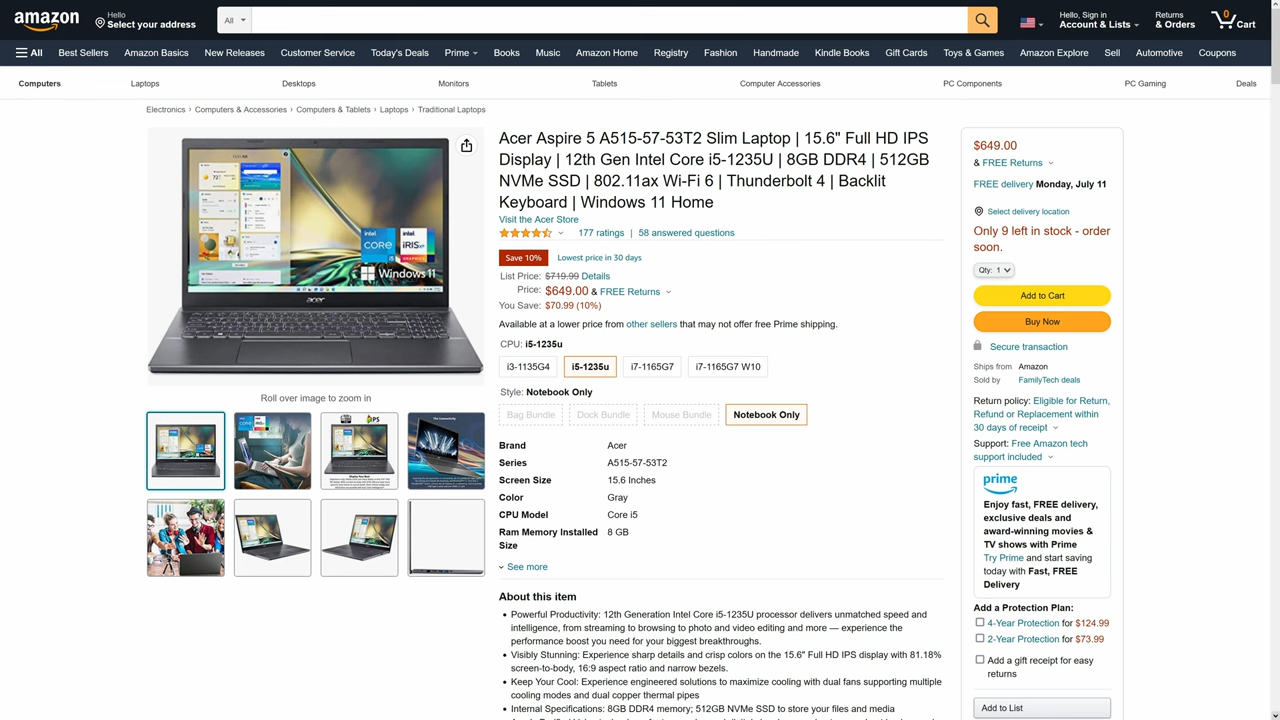 amazon
Hello
Select your address
All
Hello, Sign in
Account & Lists
Returns
& Orders
0
Cart
All
Best Sellers
Amazon Basics
New Releases
Customer Service
Today's Deals
Prime
Books
Music
Amazon Home
Registry
Fashion
Handmade
Kindle Books
Gift Cards
Toys & Games
Amazon Explore
Sell
Automotive
Coupons
Computers
Laptops
Desktops
Monitors
Tablets
Computer Accessories
PC Components
PC Gaming
Deals
Electronics › Computers & Accessories › Computers & Tablets › Laptops › Traditional Laptops
intel
CORE
i5
intel
iRIS xe
GRAPHICS
Windows 11
acer
Roll over image to zoom in
Acer Aspire 5 A515-57-53T2 Slim Laptop | 15.6" Full HD IPS
Display | 12th Gen Intel Core i5-1235U | 8GB DDR4 | 512GB
NVMe SSD | 802.11ax Wi-Fi 6 | Thunderbolt 4 | Backlit
Keyboard | Windows 11 Home
Visit the Acer Store
177 ratings | 58 answered questions
Save 10% Lowest price in 30 days
List Price: $719.99 Details
Price: $649.00 & FREE Returns
You Save: $70.99 (10%)
Available at a lower price from other sellers that may not offer free Prime shipping.
CPU: i5-1235u
i3-1135G4
i5-1235u
i7-1165G7
i7-1165G7 W10
Style: Notebook Only
Bag Bundle
Dock Bundle
Mouse Bundle
Notebook Only
Brand Acer
Series A515-57-53T2
Screen Size 15.6 Inches
Color Gray
CPU Model Core i5
Ram Memory Installed 8 GB
Size
See more
About this item
• Powerful Productivity: 12th Generation Intel Core i5-1235U processor delivers unmatched speed and
intelligence, from streaming to browsing to photo and video editing and more — experience the
performance boost you need for your biggest breakthroughs.
• Visibly Stunning: Experience sharp details and crisp colors on the 15.6" Full HD IPS display with 81.18%
screen-to-body, 16:9 aspect ratio and narrow bezels.
• Keep Your Cool: Experience engineered solutions to maximize cooling with dual fans supporting multiple
cooling modes and dual copper thermal pipes
• Internal Specifications: 8GB DDR4 memory; 512GB NVMe SSD to store your files and media
$649.00
& FREE Returns
FREE delivery Monday, July 11
Select delivery location
Only 9 left in stock - order
soon.
Qty: 1
Add to Cart
Buy Now
Secure transaction
Ships from Amazon
Sold by FamilyTech deals
Return policy: Eligible for Return,
Refund or Replacement within
30 days of receipt
Support: Free Amazon tech
support included
prime
Enjoy fast, FREE delivery,
exclusive deals and
award-winning movies &
TV shows with Prime
Try Prime and start saving
today with Fast, FREE
Delivery
Add a Protection Plan:
4-Year Protection for $124.99
2-Year Protection for $73.99
Add a gift receipt for easy
returns
Add to List